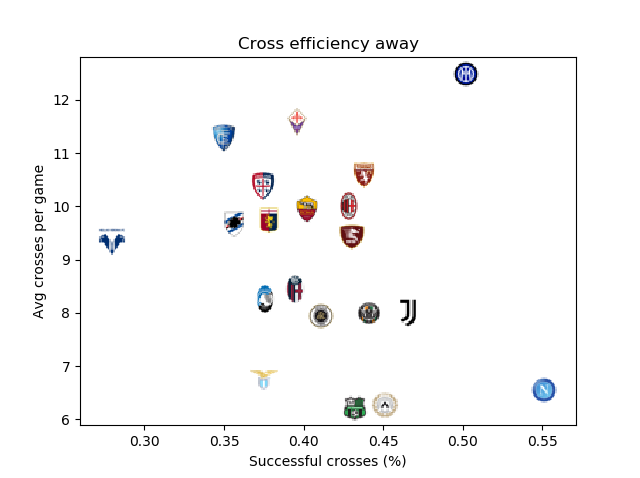 Cross efficiency away
Avg crosses per game
12
11
10
9
8
7
6
0.30 0.35 0.40 0.45 0.50 0.55
Successful crosses (%)
N